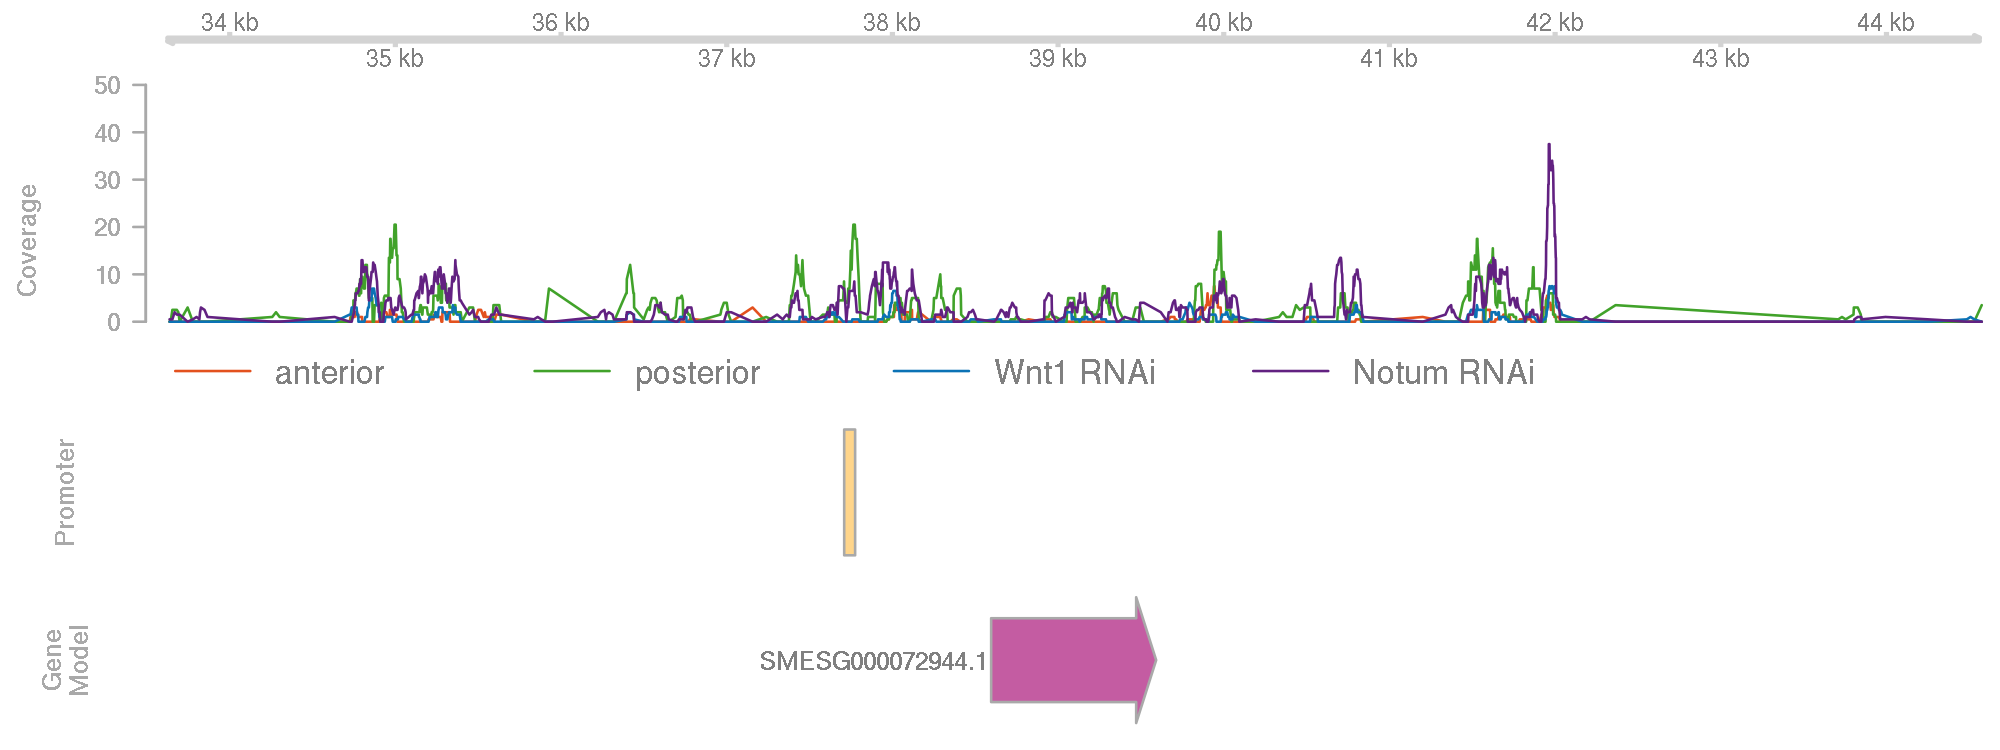 34 kb 36 kb 38 kb 40 kb 42 kb 44 kb
35 kb 37 kb 39 kb 41 kb 43 kb
50
40
30
20
10
0
Coverage
anterior posterior Wnt1 RNAi Notum RNAi
Promoter
Gene
Model
SMESG000072944.1